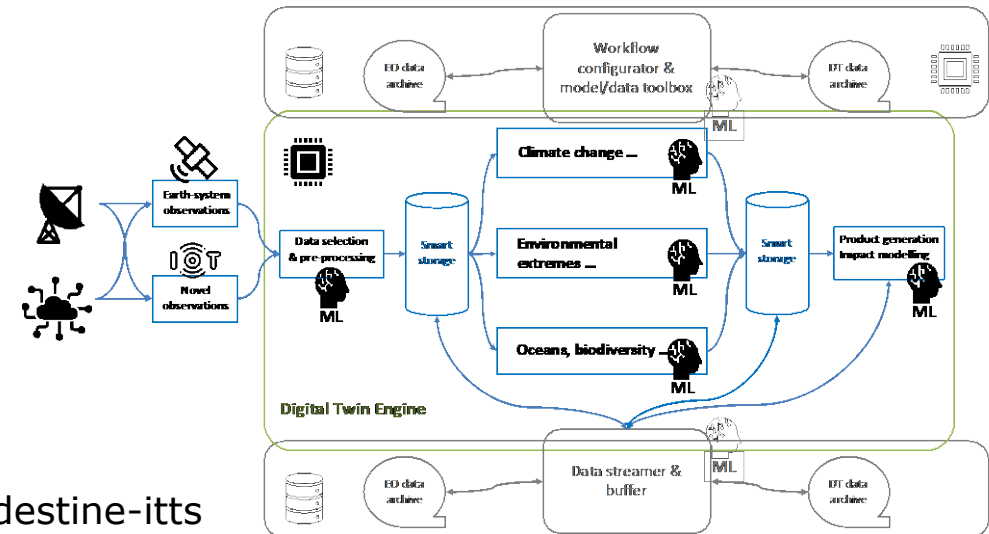 Workflow
configurator &
model/data toolbox
EO data
archive
DT data
archive
ML
Climate change ...
ML
Earth-system
observations
IOT
Novel
observations
Data selection
& pre-processing
ML
Smart
storage
Environmental
extremes ...
ML
Smart
storage
Product generation
Impact modelling
ML
Oceans, biodiversity ...
ML
Digital Twin Engine
ML
Data streamer &
buffer
EO data
archive
DT data
archive
destine-itts